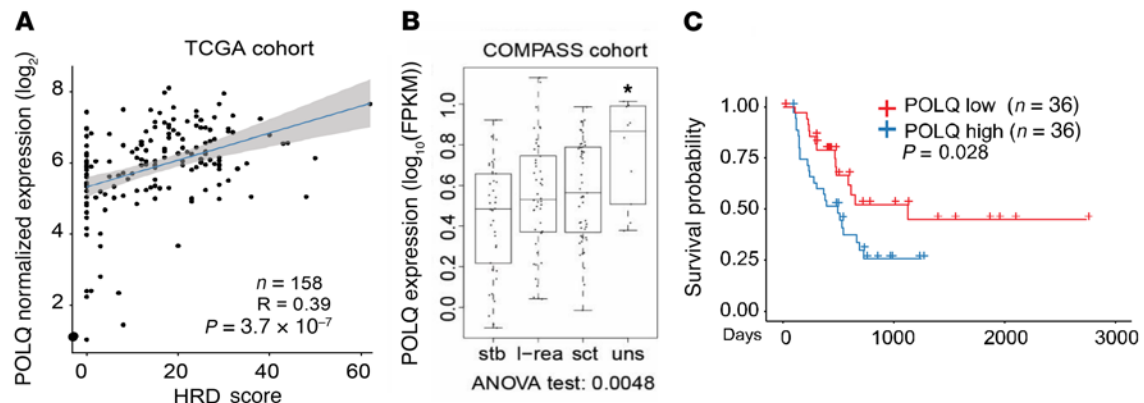 A
TCGA cohort
POLQ normalized expression (log2)
8
6
4
2
0 20 40 60
HRD score
n = 158
R = 0.39
P = 3.7 × 10⁻⁷
B
COMPASS cohort
POLQ expression (log10(FPKM))
1.0
0.8
0.6
0.4
0.2
0.0
*
stb l-rea sct uns
ANOVA test: 0.0048
C
Survival probability
1.00
0.75
0.50
0.25
0.00
POLQ low (n = 36)
POLQ high (n = 36)
P = 0.028
Days 0 1000 2000 3000